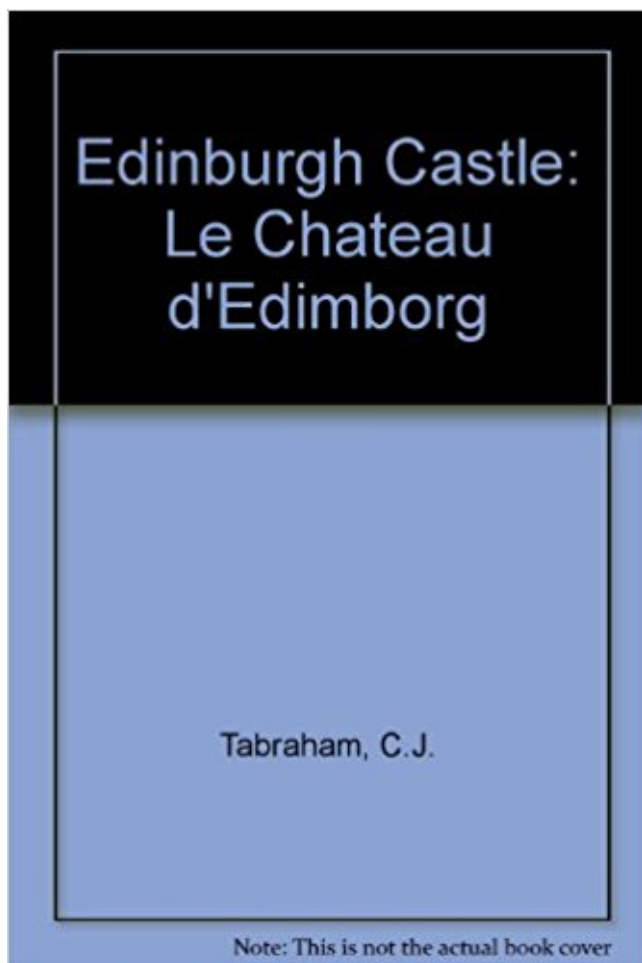 Edinburgh Castle:
Le Chateau
d'Edimborg
Tabraham, C.J.
Note: This is not the actual book cover